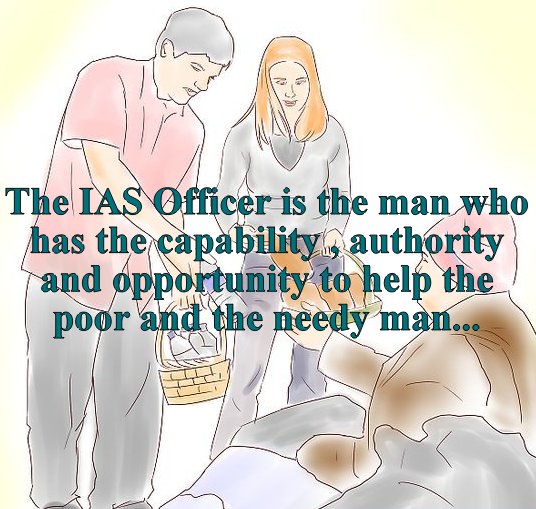 The IAS Officer is the man who
has the capability , authority
and opportunity to help the
poor and the needy man...